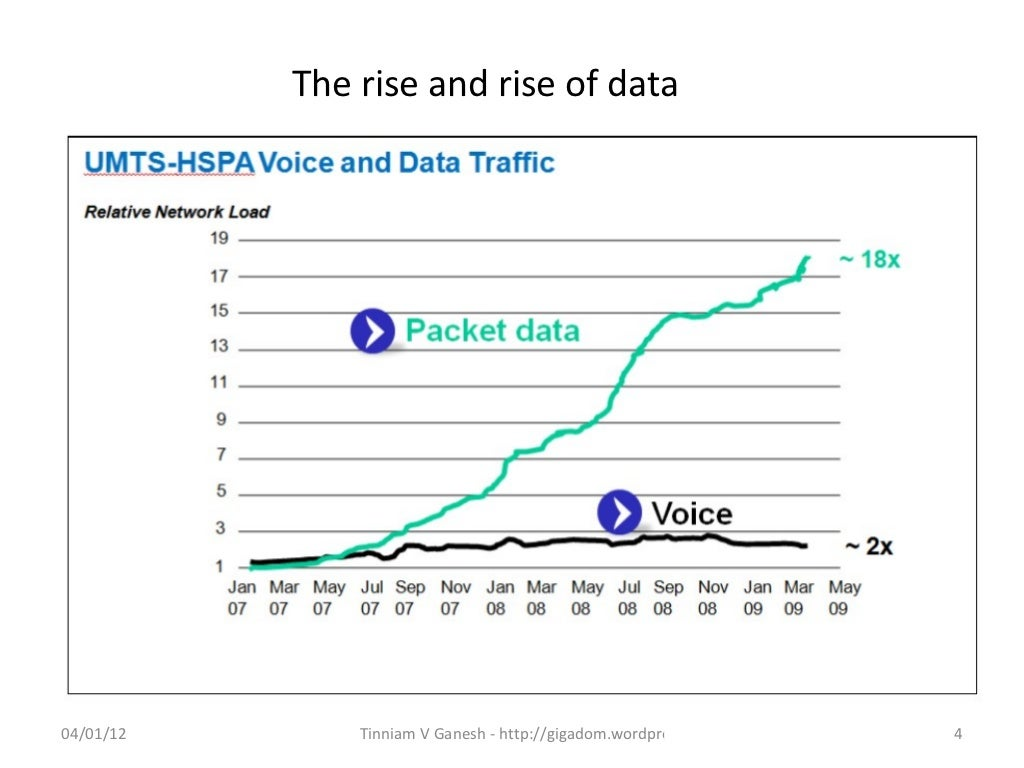 The rise and rise of data
UMTS-HSPA Voice and Data Traffic
Relative Network Load
19
17
15
13
11
9
7
5
3
1
~ 18x
Packet data
Voice
~ 2x
Jan Mar May Jul Sep Nov Jan Mar May Jul Sep Nov Jan Mar May
07 07 07 07 07 07 08 08 08 08 08 08 09 09 09
04/01/12
Tinniam V Ganesh - http://gigadom.wordpre
4